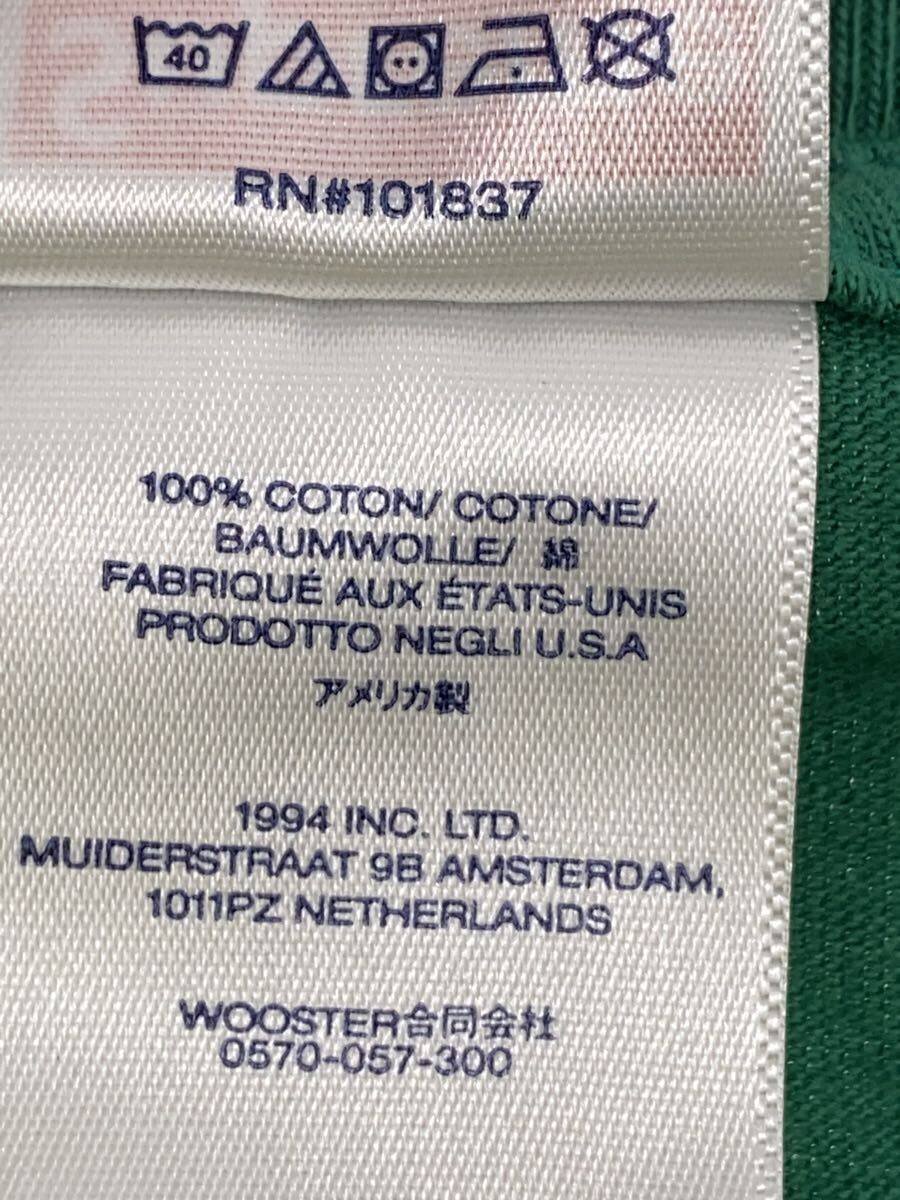 40
RN#101837
100% COTON/ COTONE/
BAUMWOLLE/ 綿
FABRIQUÉ AUX ÉTATS-UNIS
PRODOTTO NEGLI U.S.A
アメリカ製
1994 INC. LTD.
MUIDERSTRAAT 9B AMSTERDAM,
1011PZ NETHERLANDS
WOOSTER合同会社
0570-057-300